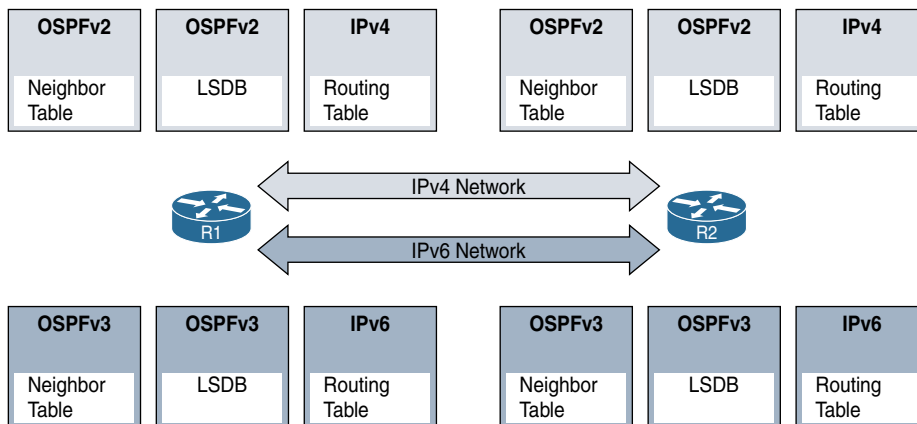 OSPFv2 OSPFv2 IPv4 OSPFv2 OSPFv2 IPv4
Neighbor Table LSDB Routing Table Neighbor Table LSDB Routing Table
IPv4 Network
R1 R2
IPv6 Network
OSPFv3 OSPFv3 IPv6 OSPFv3 OSPFv3 IPv6
Neighbor Table LSDB Routing Table Neighbor Table LSDB Routing Table